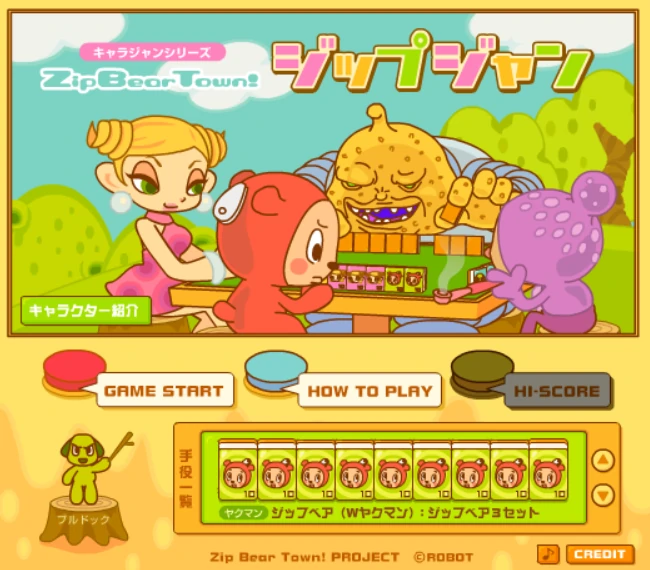 キャラジャンシリーズ
ZipBearTown!
ジップジャン
キャラクター紹介
GAME START
HOW TO PLAY
HI-SCORE
手役一覧
10 10 10 10 10 10 10 10 10
ヤクマン ジップベア(Wヤクマン):ジップベア3セット
ブルドック
Zip Bear Town! PROJECT ©ROBOT
CREDIT